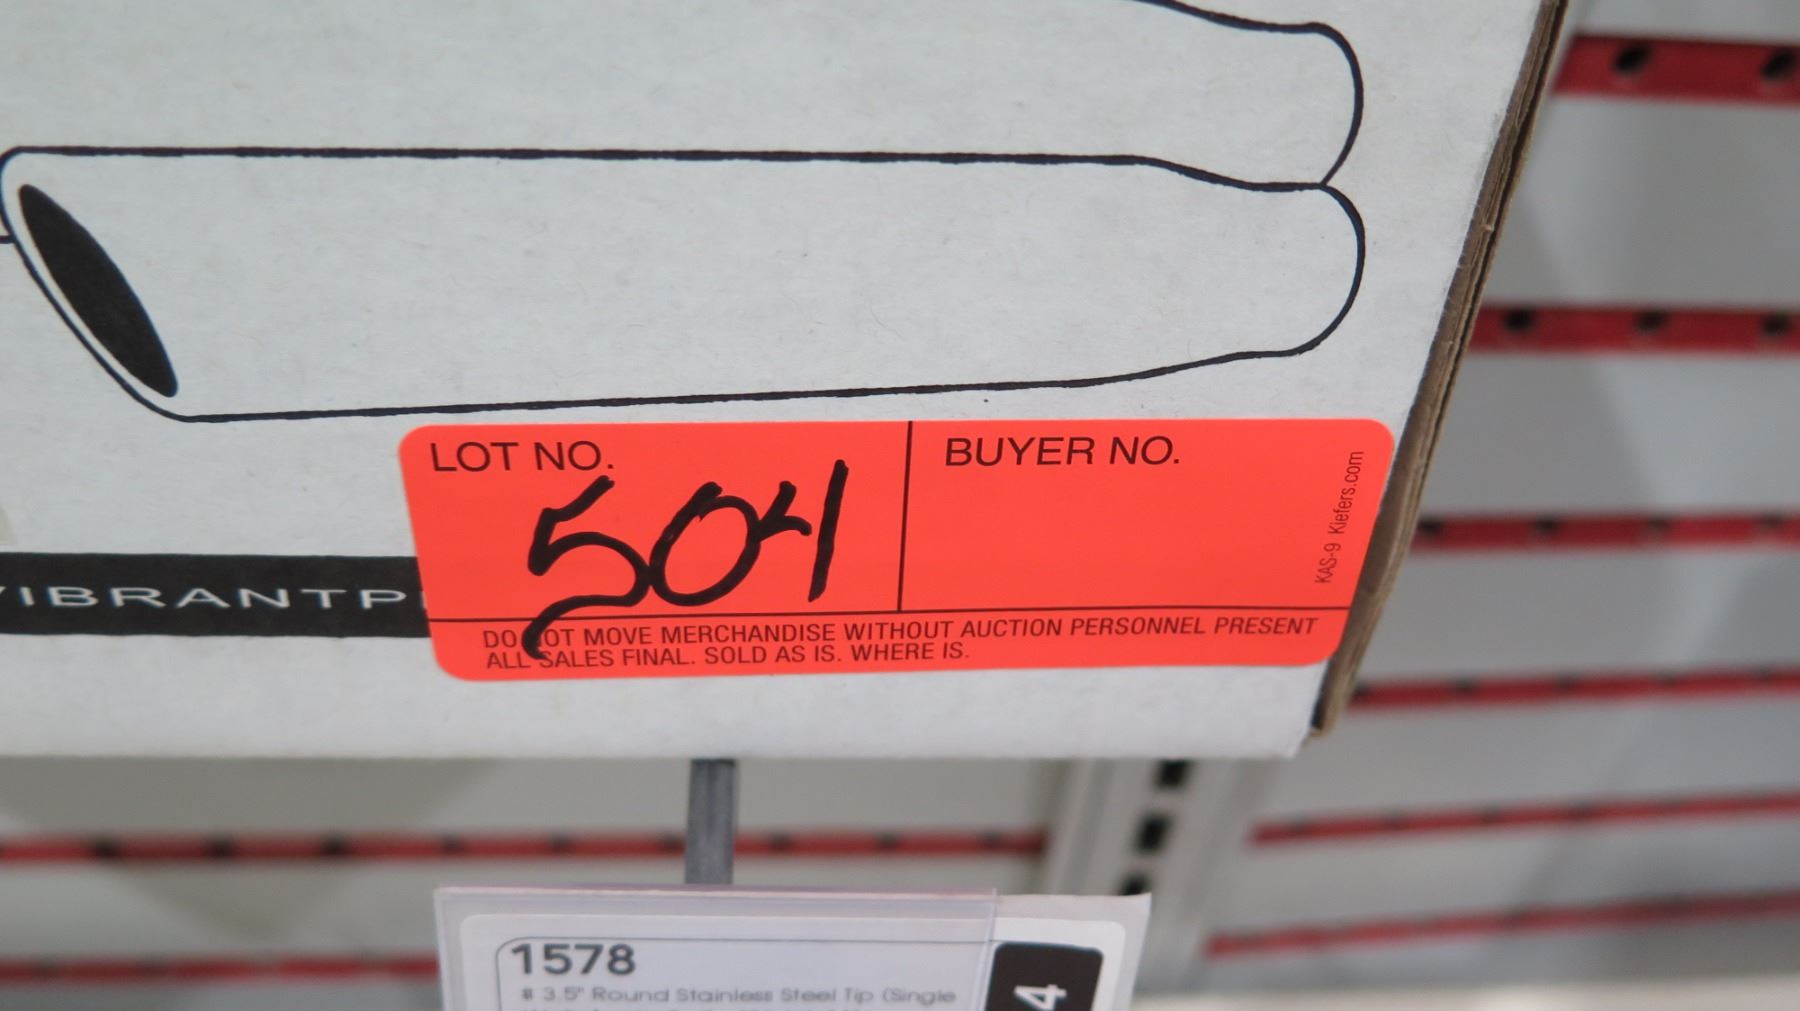 LOT NO.
504
BUYER NO.
KAS-9 Kiefers.com
DO NOT MOVE MERCHANDISE WITHOUT AUCTION PERSONNEL PRESENT
ALL SALES FINAL. SOLD AS IS. WHERE IS.
VIBRANTP
1578
# 3.5" Round Stainless Steel Tip (Single
4